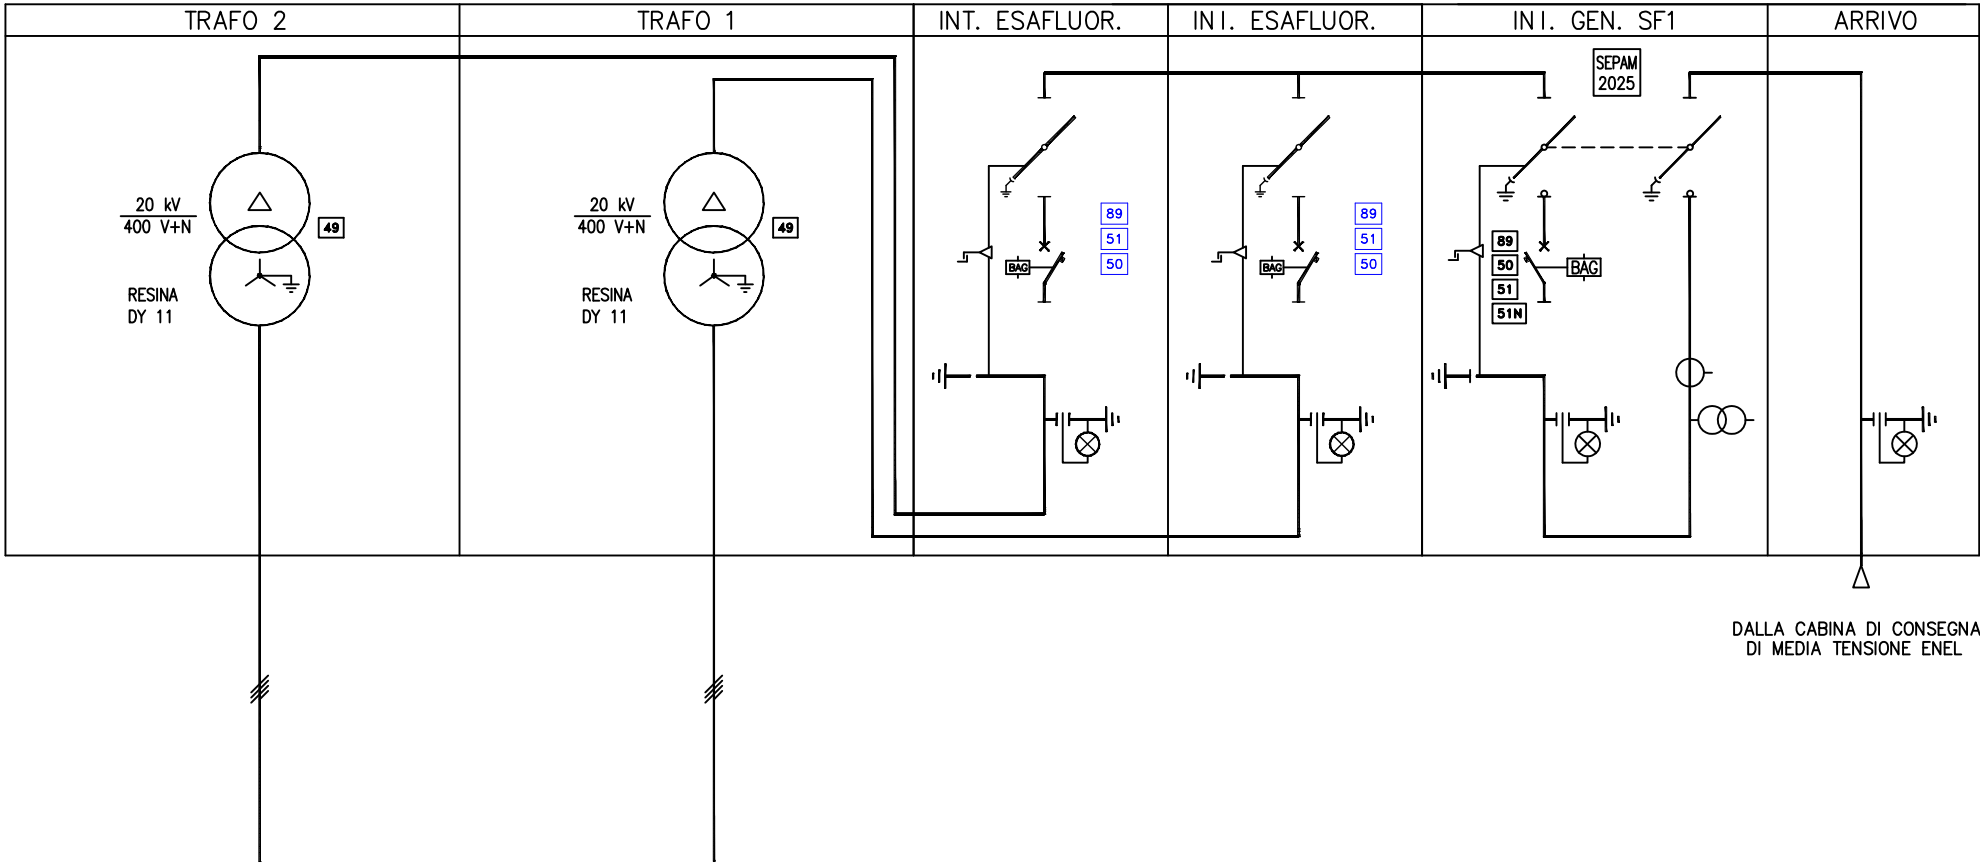 TRAFO 2
TRAFO 1
INT. ESAFLUOR.
INI. ESAFLUOR.
INI. GEN. SF1
ARRIVO
SEPAM
2025
20 kV
400 V+N
49
RESINA
DY 11
20 kV
400 V+N
49
RESINA
DY 11
89
51
50
BAG
89
51
50
BAG
89
50
51
51N
BAG
DALLA CABINA DI CONSEGNA
DI MEDIA TENSIONE ENEL